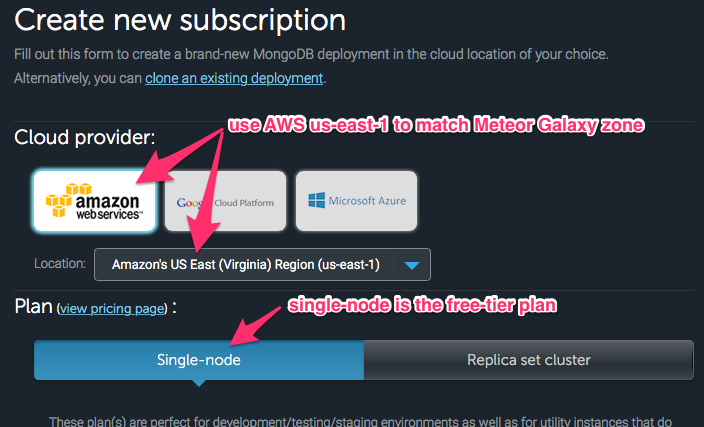 Create new subscription
Fill out this form to create a brand-new MongoDB deployment in the cloud location of your choice.
Alternatively, you can clone an existing deployment.
use AWS us-east-1 to match Meteor Galaxy zone
Cloud provider:
amazon
web services™
Google Cloud Platform
Microsoft Azure
Location: Amazon's US East (Virginia) Region (us-east-1)
single-node is the free-tier plan
Plan (view pricing page) :
Single-node Replica set cluster
These plan(s) are perfect for development/testing/staging environments as well as for utility instances that do